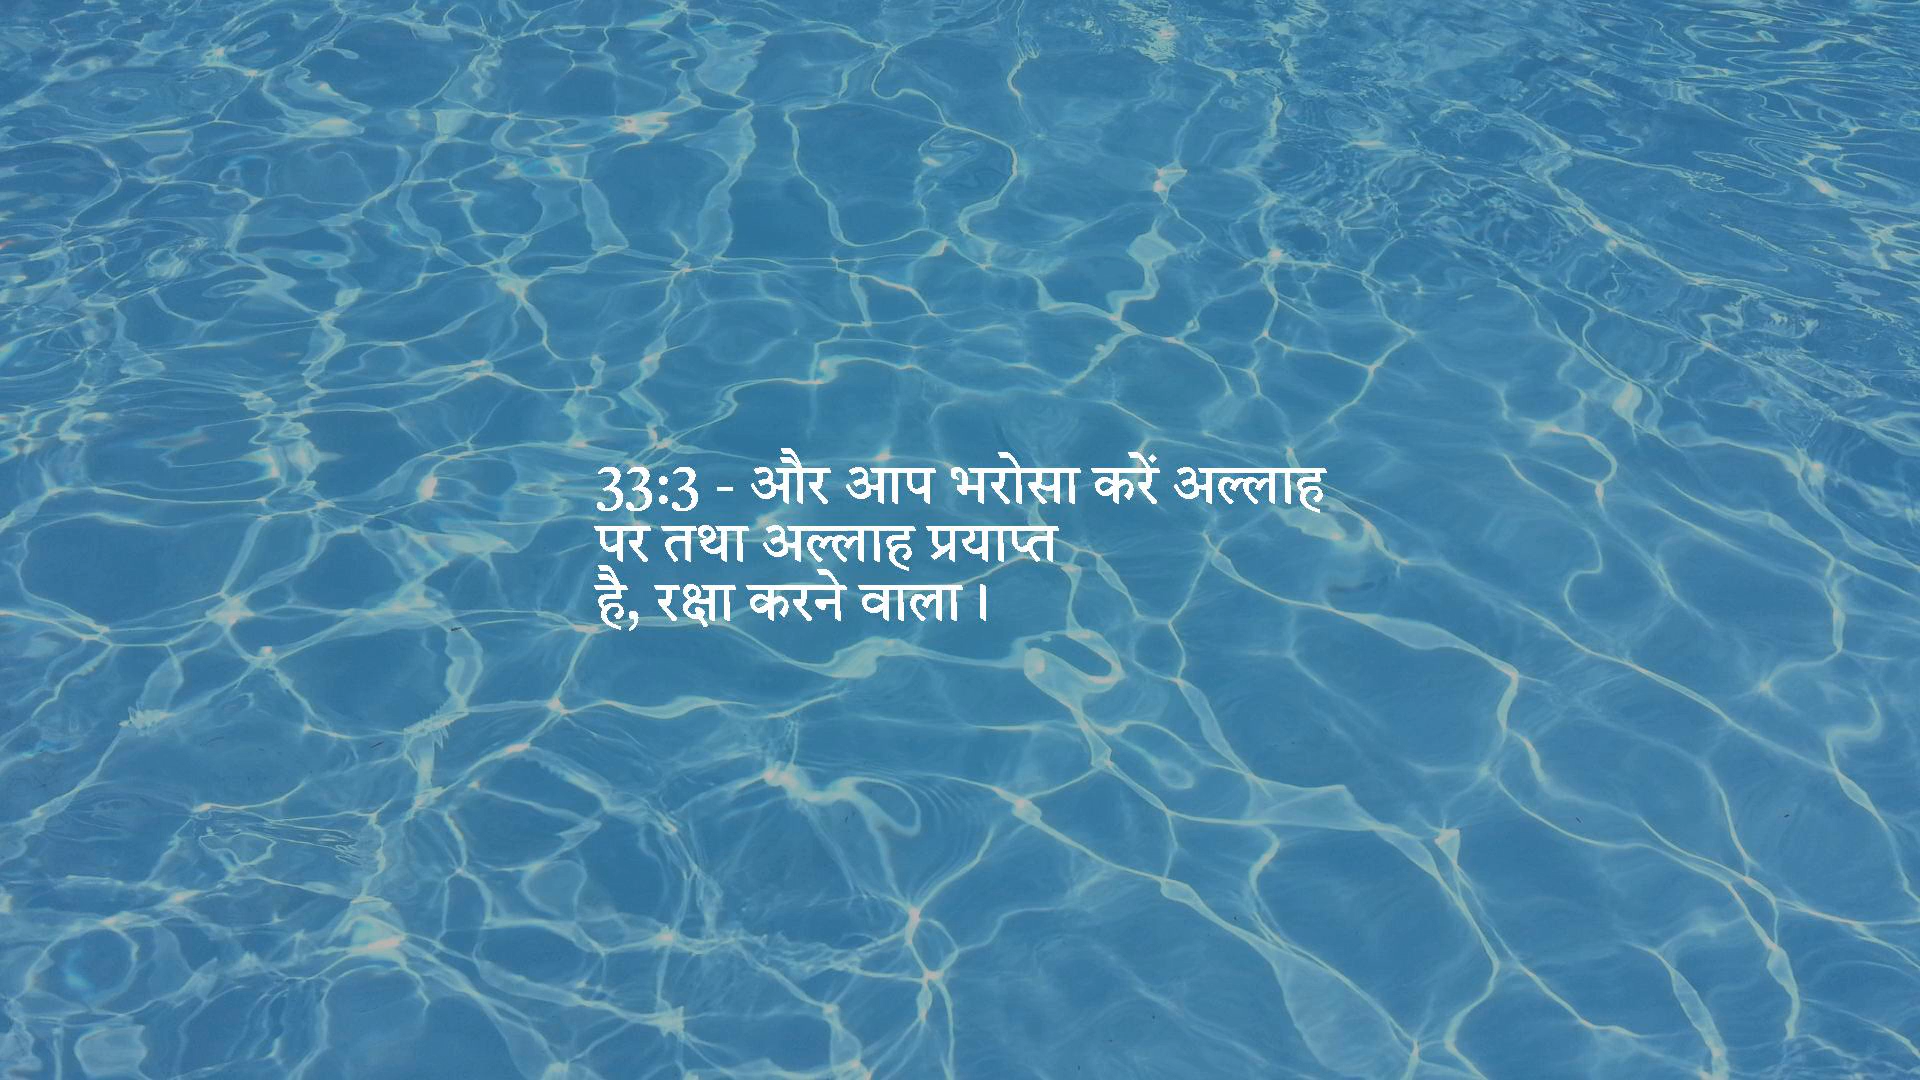 33:3 - और आप भरोसा करें अल्लाह
पर तथा अल्लाह प्रयाप्त
है, रक्षा करने वाला।